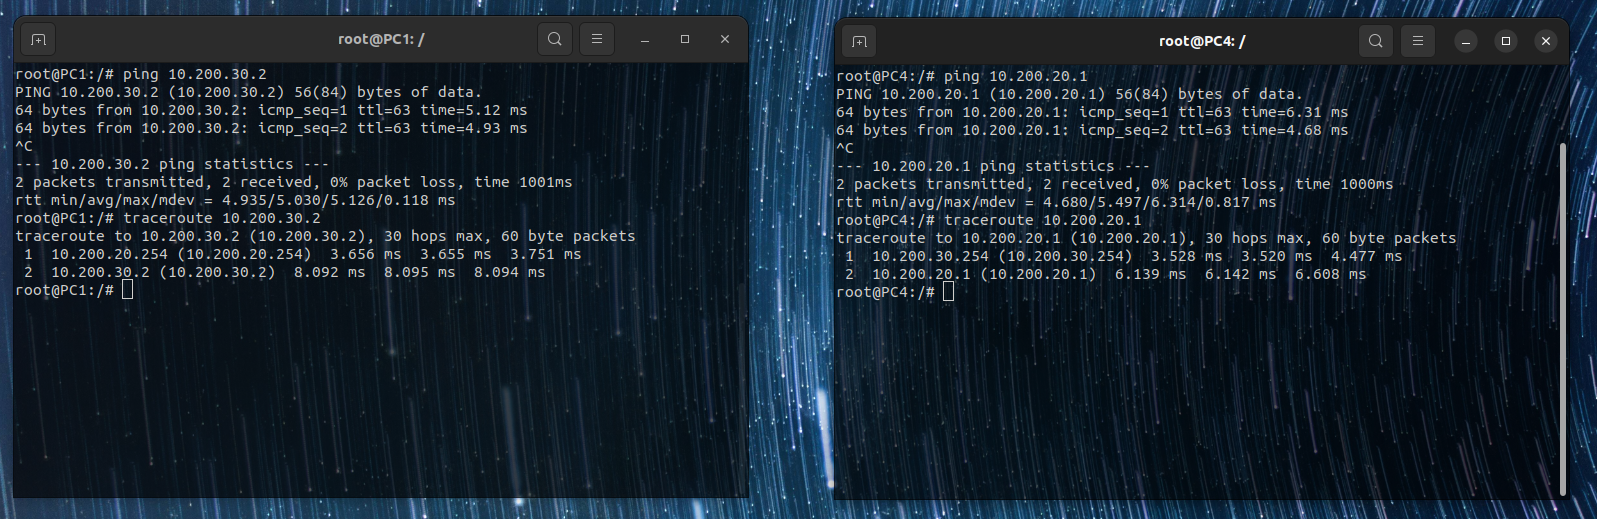 root@PC1: /
root@PC1:/# ping 10.200.30.2
PING 10.200.30.2 (10.200.30.2) 56(84) bytes of data.
64 bytes from 10.200.30.2: icmp_seq=1 ttl=63 time=5.12 ms
64 bytes from 10.200.30.2: icmp_seq=2 ttl=63 time=4.93 ms
^C
--- 10.200.30.2 ping statistics ---
2 packets transmitted, 2 received, 0% packet loss, time 1001ms
rtt min/avg/max/mdev = 4.935/5.030/5.126/0.118 ms
root@PC1:/# traceroute 10.200.30.2
traceroute to 10.200.30.2 (10.200.30.2), 30 hops max, 60 byte packets
 1  10.200.20.254 (10.200.20.254)  3.656 ms  3.655 ms  3.751 ms
 2  10.200.30.2 (10.200.30.2)  8.092 ms  8.095 ms  8.094 ms
root@PC1:/#
root@PC4: /
root@PC4:/# ping 10.200.20.1
PING 10.200.20.1 (10.200.20.1) 56(84) bytes of data.
64 bytes from 10.200.20.1: icmp_seq=1 ttl=63 time=6.31 ms
64 bytes from 10.200.20.1: icmp_seq=2 ttl=63 time=4.68 ms
^C
--- 10.200.20.1 ping statistics ---
2 packets transmitted, 2 received, 0% packet loss, time 1000ms
rtt min/avg/max/mdev = 4.680/5.497/6.314/0.817 ms
root@PC4:/# traceroute 10.200.20.1
traceroute to 10.200.20.1 (10.200.20.1), 30 hops max, 60 byte packets
 1  10.200.30.254 (10.200.30.254)  3.528 ms  3.520 ms  4.477 ms
 2  10.200.20.1 (10.200.20.1)  6.139 ms  6.142 ms  6.608 ms
root@PC4:/#